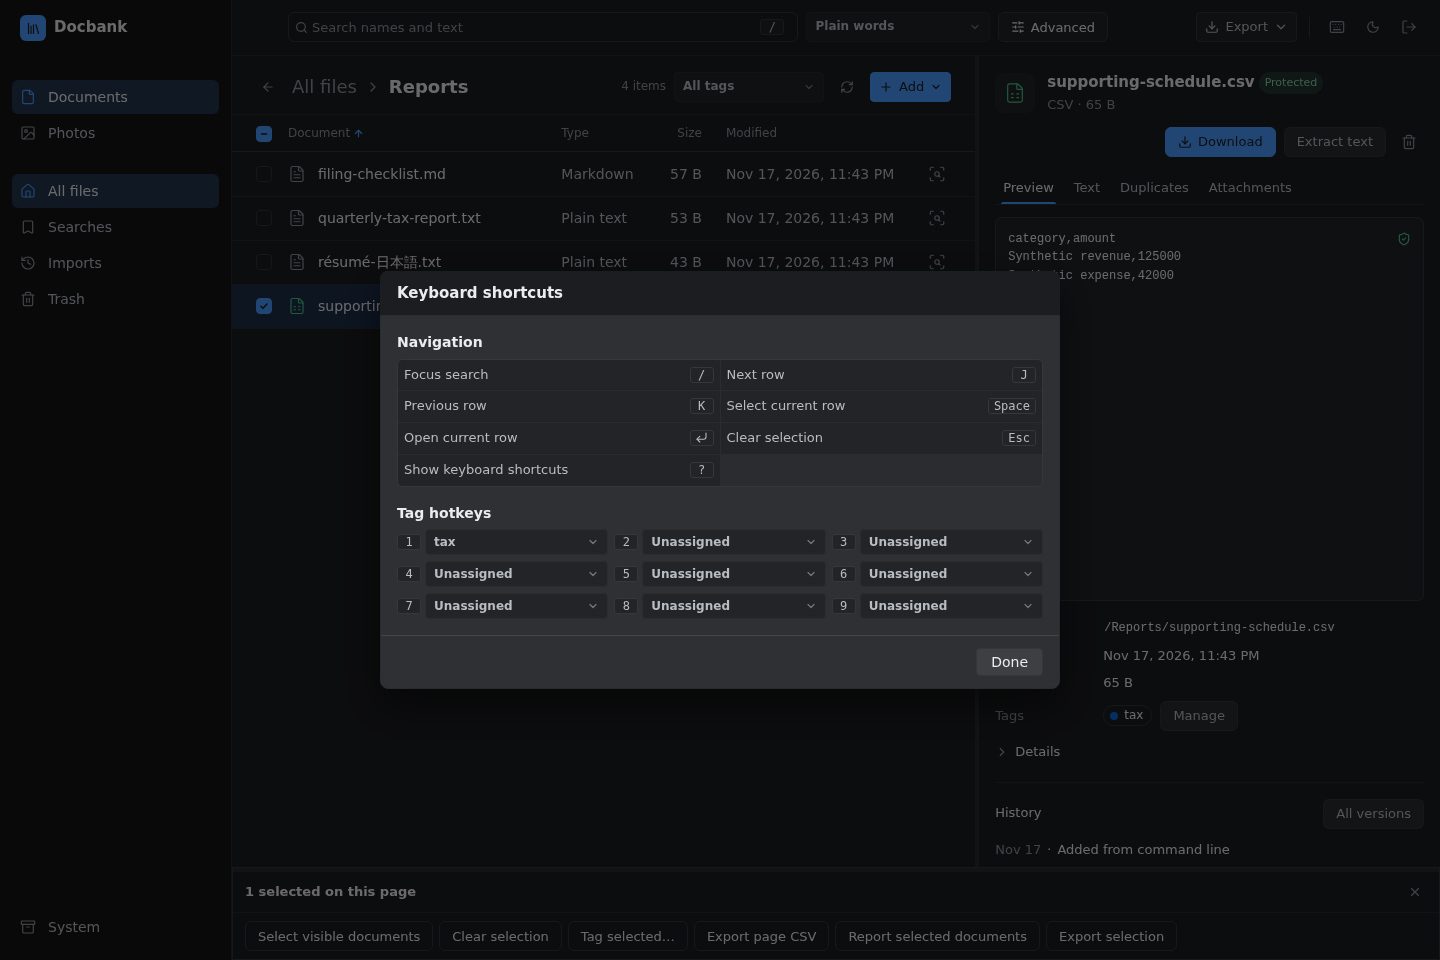 Docbank
Search names and text
/
Plain words
Advanced
Export
Documents
Photos
All files
Searches
Imports
Trash
System
All files
Reports
4 items
All tags
Add
Document
Type
Size
Modified
filing-checklist.md
Markdown
57 B
Nov 17, 2026, 11:43 PM
quarterly-tax-report.txt
Plain text
53 B
Nov 17, 2026, 11:43 PM
résumé-日本語.txt
Plain text
43 B
Nov 17, 2026, 11:43 PM
supportin
supporting-schedule.csv
Protected
CSV · 65 B
Download
Extract text
Preview
Text
Duplicates
Attachments
category,amount
Synthetic revenue,125000
Synthetic expense,42000
Keyboard shortcuts
Navigation
Focus search
/
Next row
J
Previous row
K
Select current row
Space
Open current row
Clear selection
Esc
Show keyboard shortcuts
?
Tag hotkeys
1
tax
2
Unassigned
3
Unassigned
4
Unassigned
5
Unassigned
6
Unassigned
7
Unassigned
8
Unassigned
9
Unassigned
Done
/Reports/supporting-schedule.csv
Nov 17, 2026, 11:43 PM
65 B
Tags
tax
Manage
Details
History
All versions
Nov 17 · Added from command line
1 selected on this page
Select visible documents
Clear selection
Tag selected...
Export page CSV
Report selected documents
Export selection